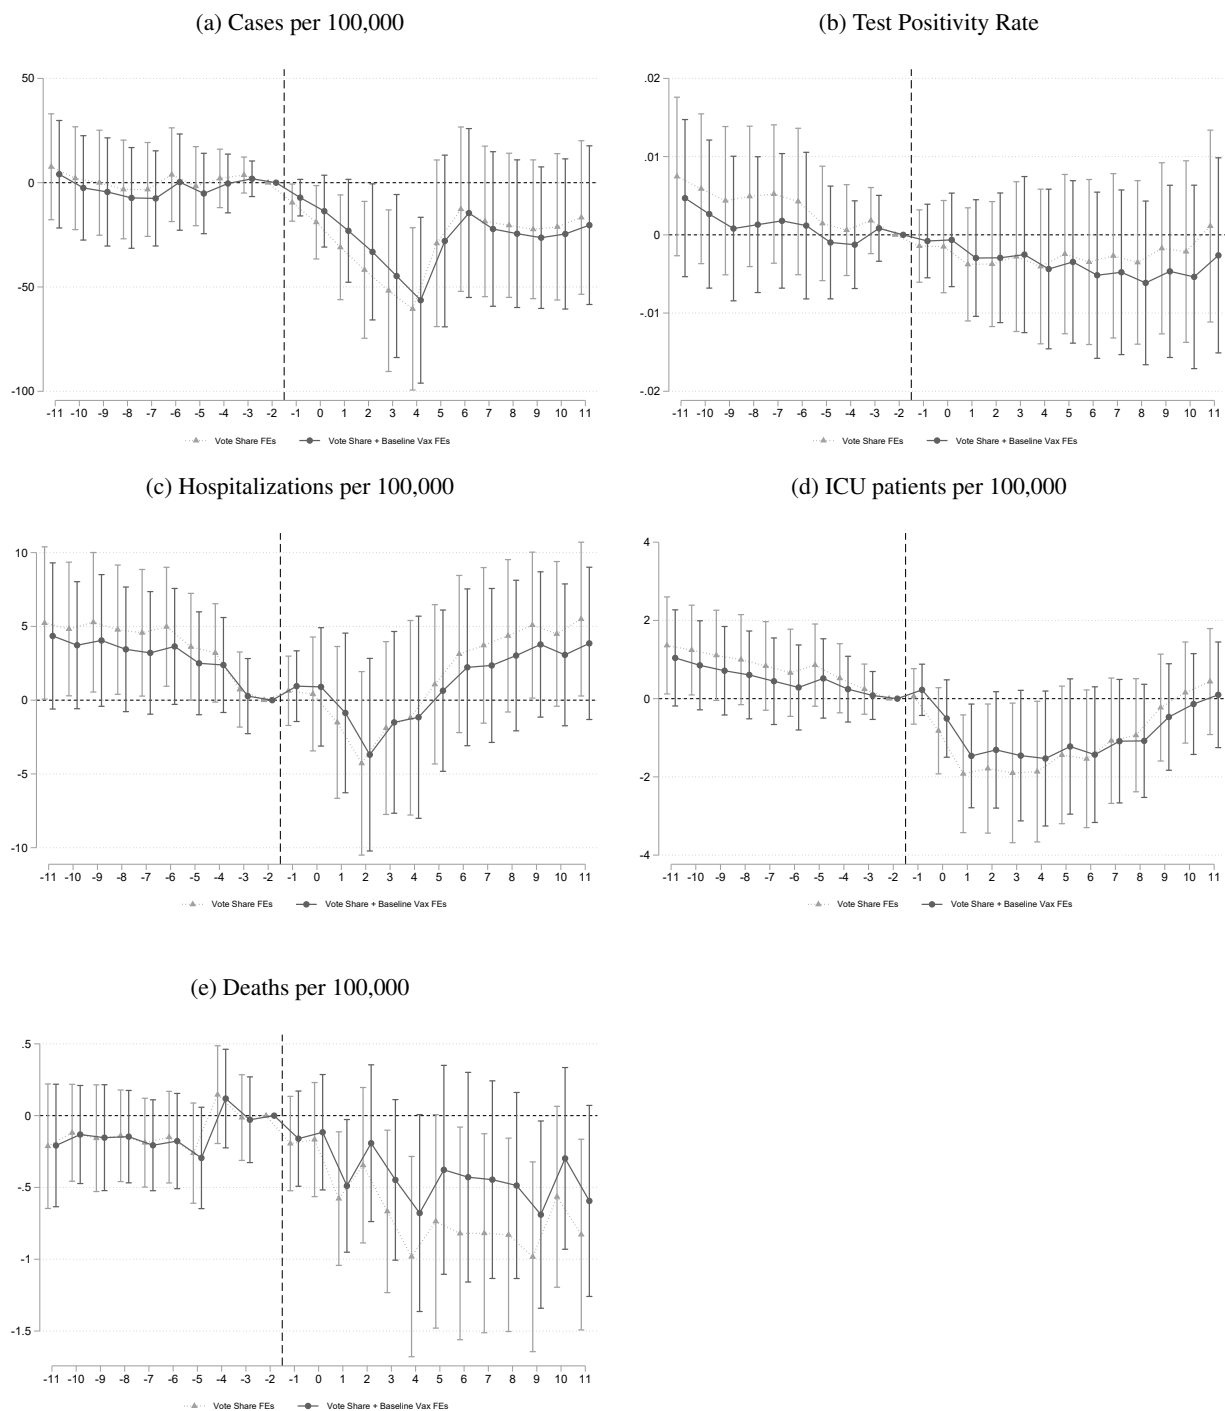 (a) Cases per 100,000
50
0
-50
-100
-11 -10 -9 -8 -7 -6 -5 -4 -3 -2 -1 0 1 2 3 4 5 6 7 8 9 10 11
Vote Share FEs Vote Share + Baseline Vax FEs
(b) Test Positivity Rate
.02
.01
0
-.01
-.02
-11 -10 -9 -8 -7 -6 -5 -4 -3 -2 -1 0 1 2 3 4 5 6 7 8 9 10 11
Vote Share FEs Vote Share + Baseline Vax FEs
(c) Hospitalizations per 100,000
10
5
0
-5
-10
-11 -10 -9 -8 -7 -6 -5 -4 -3 -2 -1 0 1 2 3 4 5 6 7 8 9 10 11
Vote Share FEs Vote Share + Baseline Vax FEs
(d) ICU patients per 100,000
4
2
0
-2
-4
-11 -10 -9 -8 -7 -6 -5 -4 -3 -2 -1 0 1 2 3 4 5 6 7 8 9 10 11
Vote Share FEs Vote Share + Baseline Vax FEs
(e) Deaths per 100,000
.5
0
-.5
-1
-1.5
-11 -10 -9 -8 -7 -6 -5 -4 -3 -2 -1 0 1 2 3 4 5 6 7 8 9 10 11
Vote Share FEs Vote Share + Baseline Vax FEs